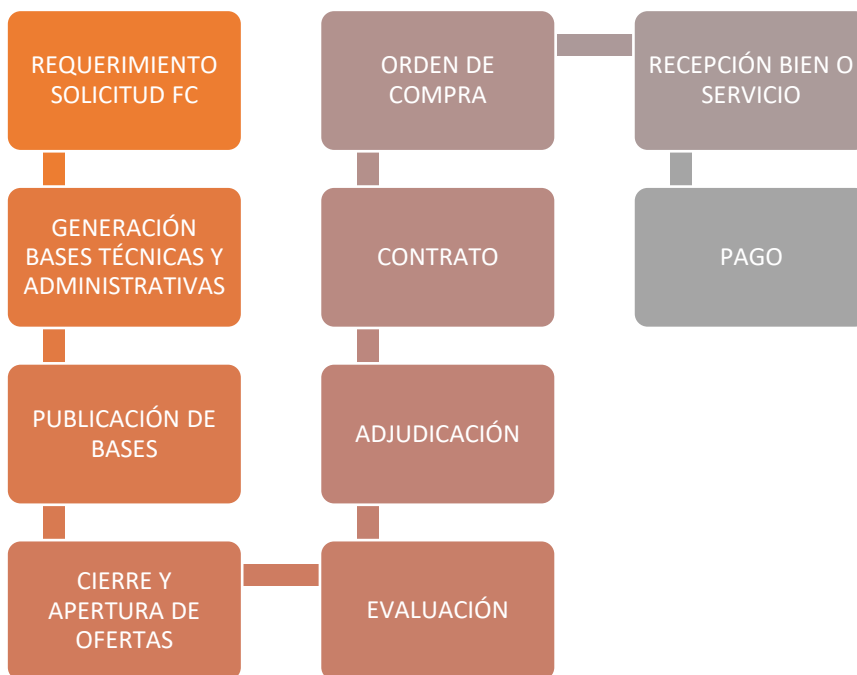 REQUERIMIENTO
SOLICITUD FC
GENERACIÓN
BASES TÉCNICAS Y
ADMINISTRATIVAS
PUBLICACIÓN DE
BASES
CIERRE Y
APERTURA DE
OFERTAS
EVALUACIÓN
ADJUDICACIÓN
CONTRATO
ORDEN DE
COMPRA
RECEPCIÓN BIEN O
SERVICIO
PAGO